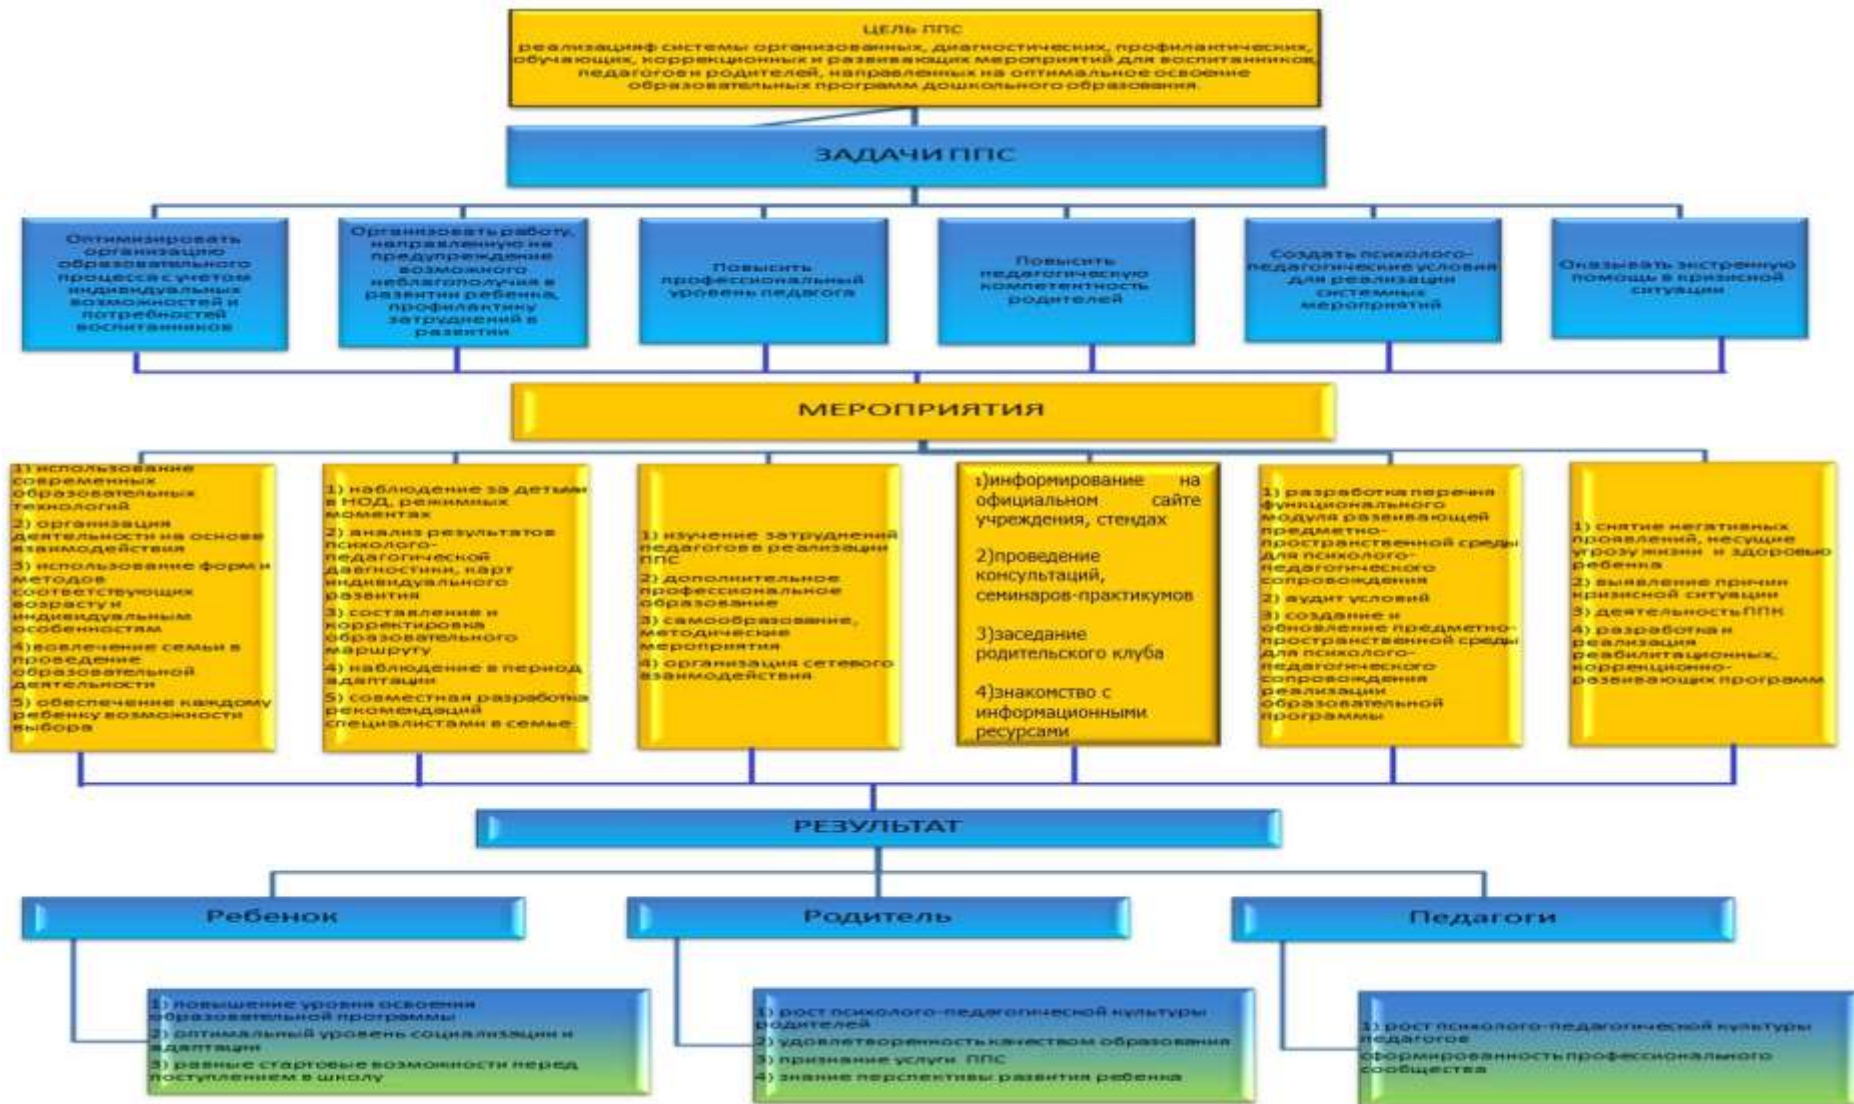 ЦЕЛЬ ППС
реализацияф системы организованных, диагностических, профилактических,
обучающих, коррекционных и развивающих мероприятий для воспитанников,
педагогов и родителей, направленных на оптимальное освоение
образовательных программ дошкольного образования.
ЗАДАЧИ ППС
Оптимизировать
организацию
образовательного
процесса с учетом
индивидуальных
возможностей и
потребностей
воспитанников
Организовать работу,
направленную на
предупреждение
возможного
неблагополучия в
развитии ребенка,
профилактику
затруднений в
развитии
Повысить
профессиональный
уровень педагога
Повысить
педагогическую
компетентность
родителей
Создать психолого-
педагогические условия
для реализации
системных
мероприятий
Оказывать экстренную
помощь в кризисной
ситуации
МЕРОПРИЯТИЯ
1) использование
современных
образовательных
технологий
2) организация
деятельности на основе
взаимодействия
3) использование форм и
методов
соответствующих
возрасту и
индивидуальным
особенностям
4)вовлечение семьи в
проведение
образовательной
деятельности
5) обеспечение каждому
ребенку возможности
выбора
1) наблюдение за детьми
в НОД, режимных
моментах
2) анализ результатов
психолого-
педагогической
диагностики, карт
индивидуального
развития
3) составление и
корректировка
образовательного
маршруту
4) наблюдение в период
адаптации
5) совместная разработка
рекомендаций
специалистами в семье
1) изучение затруднений
педагогов в реализации
ППС
2) дополнительное
профессиональное
образование
3) самообразование,
методические
мероприятия
4) организация сетевого
взаимодействия
1)информирование на
официальном сайте
учреждения, стендах
2)проведение
консультаций,
семинаров-практикумов
3)заседание
родительского клуба
4)знакомство с
информационными
ресурсами
1) разработка перечня
функционального
модуля развивающей
предметно-
пространственной среды
для психолого-
педагогического
сопровождения
2) аудит условий
3) создание и
обновление предметно-
пространственной среды
для психолого-
педагогического
сопровождения
реализации
образовательной
программы
1) снятие негативных
проявлений, несущие
угрозу жизни и здоровью
ребенка
2) выявление причин
кризисной ситуации
3) деятельность ППК
4) разработка и
реализация
реабилитационных,
коррекционно-
развивающих программ
РЕЗУЛЬТАТ
Ребенок
Родитель
Педагоги
1) повышение уровня освоения
образовательной программы
2) оптимальный уровень социализации и
адаптации
3) равные стартовые возможности перед
поступлением в школу
1) рост психолого-педагогической культуры
родителей
2) удовлетворенность качеством образования
3) признание услуги ППС
4) знание перспективы развития ребенка
1) рост психолого-педагогической культуры
педагогов
сформированность профессионального
сообщества